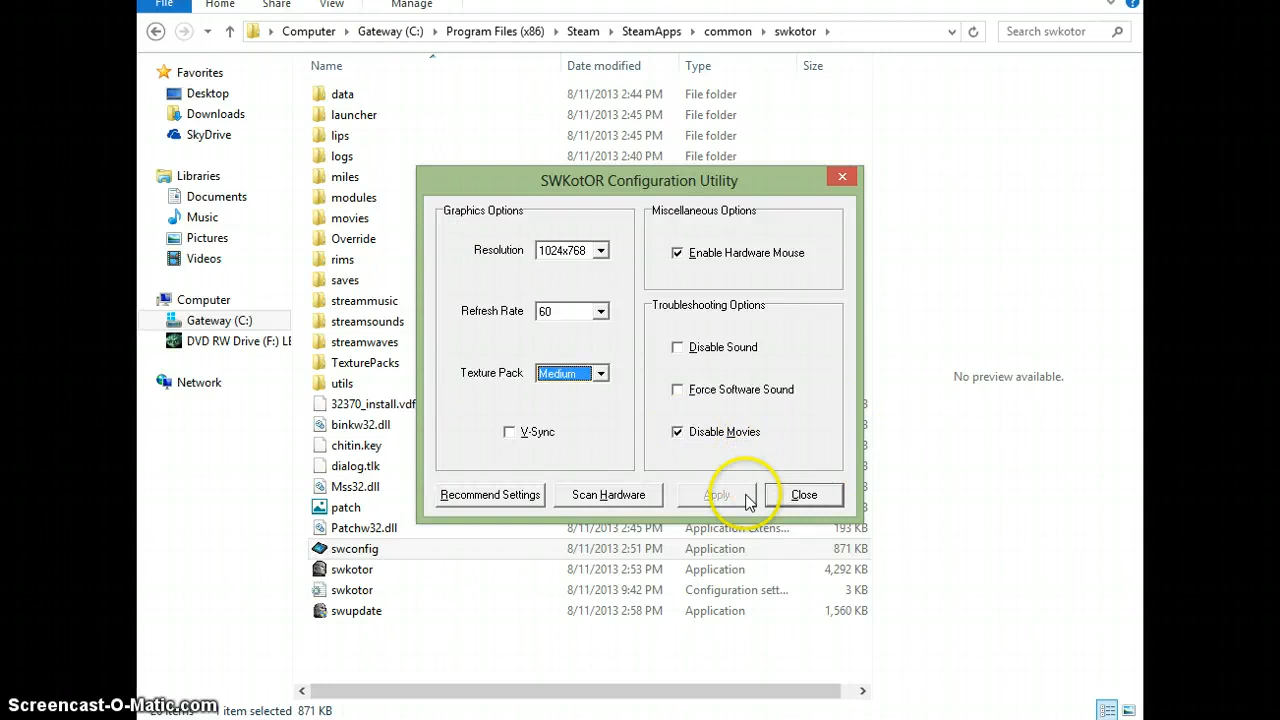 File Home Share View Manage
Computer Gateway (C:) Program Files (x86) Steam SteamApps common swkotor Search swkotor
Name Date modified Type Size
Favorites
Desktop
Downloads
SkyDrive
Libraries
Documents
Music
Pictures
Videos
Computer
Gateway (C:)
DVD RW Drive (F:) LE
Network
data 8/11/2013 2:44 PM File folder
launcher 8/11/2013 2:45 PM File folder
lips 8/11/2013 2:45 PM File folder
logs 8/11/2013 2:40 PM File folder
miles
modules
movies
Override
rims
saves
streammusic
streamsounds
streamwaves
TexturePacks
utils
32370_install.vdf
binkw32.dll
chitin.key
dialog.tlk
Mss32.dll
patch
Patchw32.dll 8/11/2013 2:45 PM Application extens... 193 KB
swconfig 8/11/2013 2:51 PM Application 871 KB
swkotor 8/11/2013 2:53 PM Application 4,292 KB
swkotor 8/11/2013 9:42 PM Configuration sett... 3 KB
swupdate 8/11/2013 2:58 PM Application 1,560 KB
SWKotOR Configuration Utility
Graphics Options
Resolution 1024x768
Refresh Rate 60
Texture Pack Medium
V-Sync
Miscellaneous Options
Enable Hardware Mouse
Troubleshooting Options
Disable Sound
Force Software Sound
Disable Movies
Recommend Settings Scan Hardware Apply Close
No preview available.
1 item selected 871 KB
Screencast-O-Matic.com